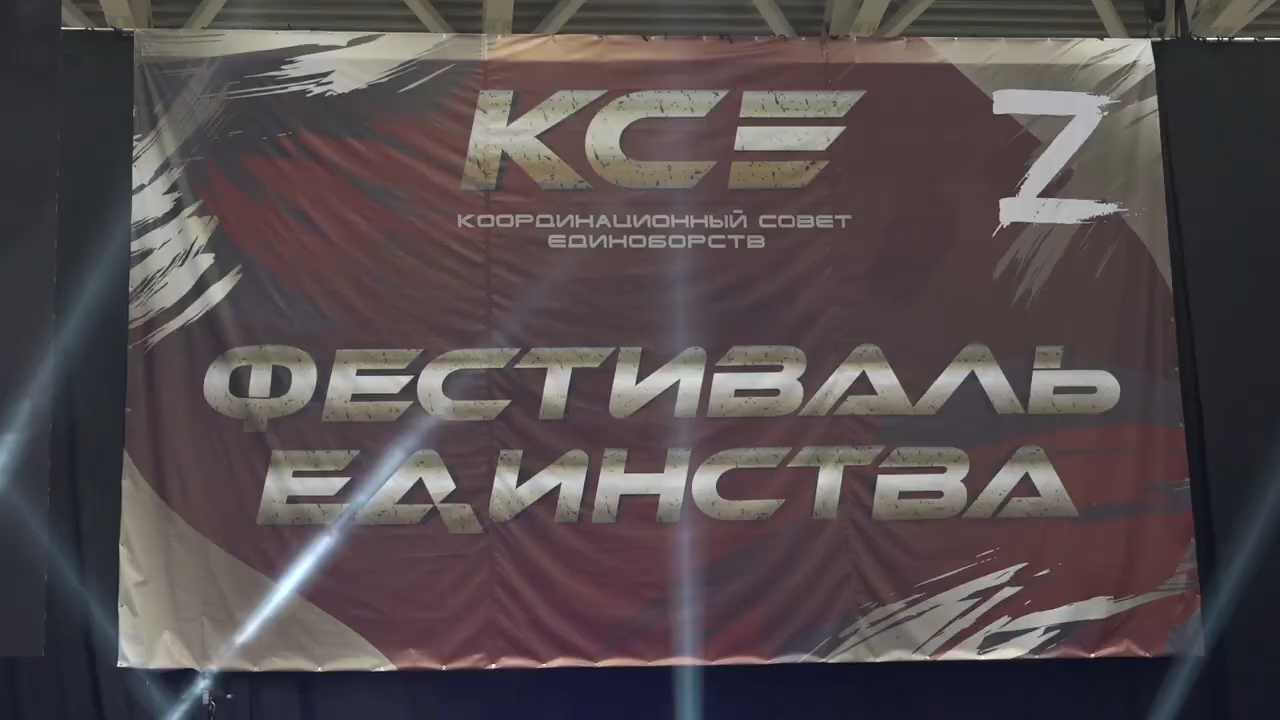 КСЕ
Z
КООРДИНАЦИОННЫЙ СОВЕТ
ЕДИНОБОРСТВ
ФЕСТИВАЛЬ
ЕДИНСТВА